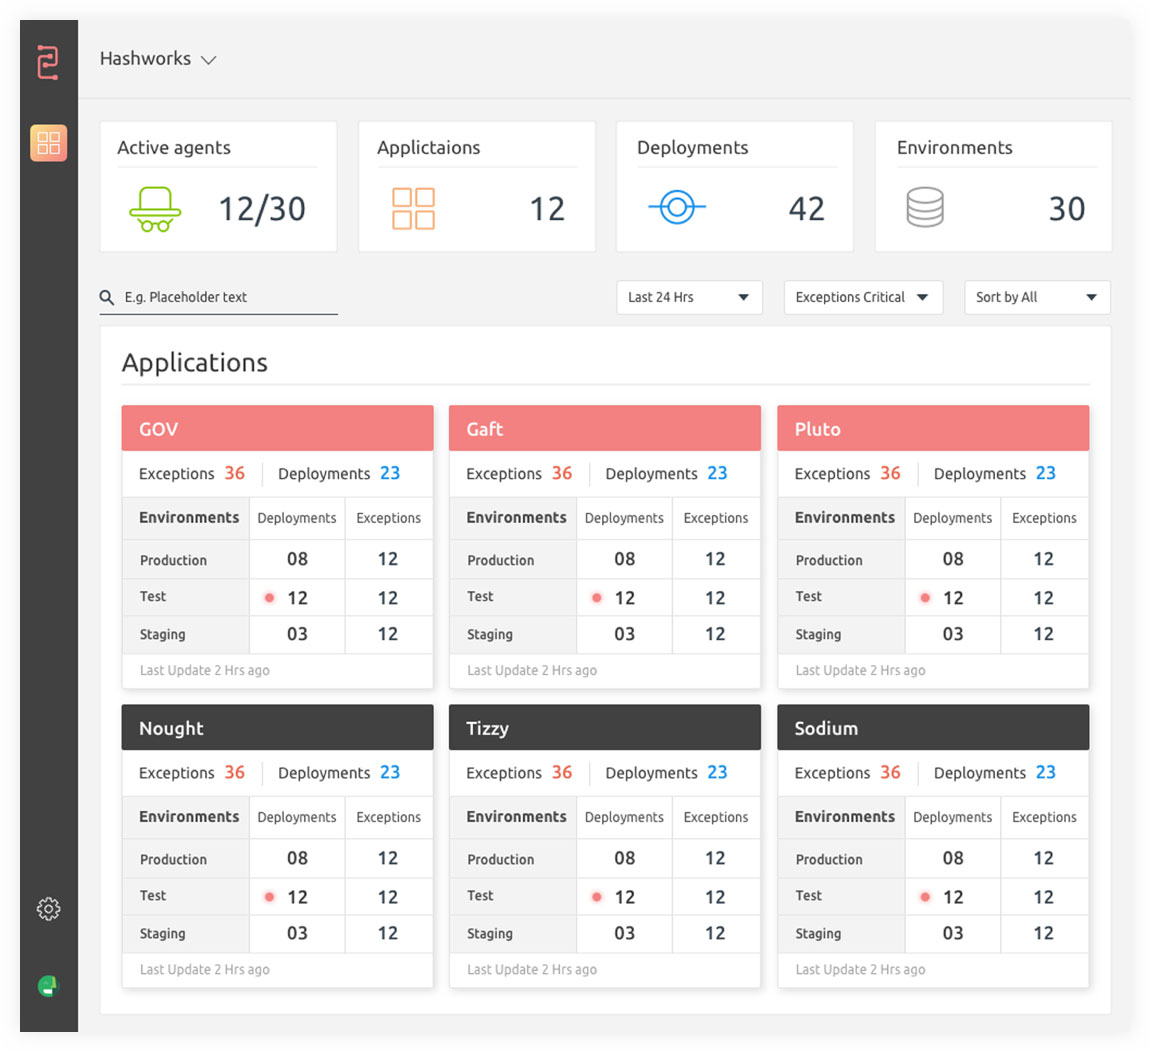 Hashworks
Active agents
12/30
Applictaions
12
Deployments
42
Environments
30
E.g. Placeholder text
Last 24 Hrs
Exceptions Critical
Sort by All
Applications
GOV
Exceptions 36 Deployments 23
Environments Deployments Exceptions
Production 08 12
Test 12 12
Staging 03 12
Last Update 2 Hrs ago
Gaft
Exceptions 36 Deployments 23
Environments Deployments Exceptions
Production 08 12
Test 12 12
Staging 03 12
Last Update 2 Hrs ago
Pluto
Exceptions 36 Deployments 23
Environments Deployments Exceptions
Production 08 12
Test 12 12
Staging 03 12
Last Update 2 Hrs ago
Nought
Exceptions 36 Deployments 23
Environments Deployments Exceptions
Production 08 12
Test 12 12
Staging 03 12
Last Update 2 Hrs ago
Tizzy
Exceptions 36 Deployments 23
Environments Deployments Exceptions
Production 08 12
Test 12 12
Staging 03 12
Last Update 2 Hrs ago
Sodium
Exceptions 36 Deployments 23
Environments Deployments Exceptions
Production 08 12
Test 12 12
Staging 03 12
Last Update 2 Hrs ago